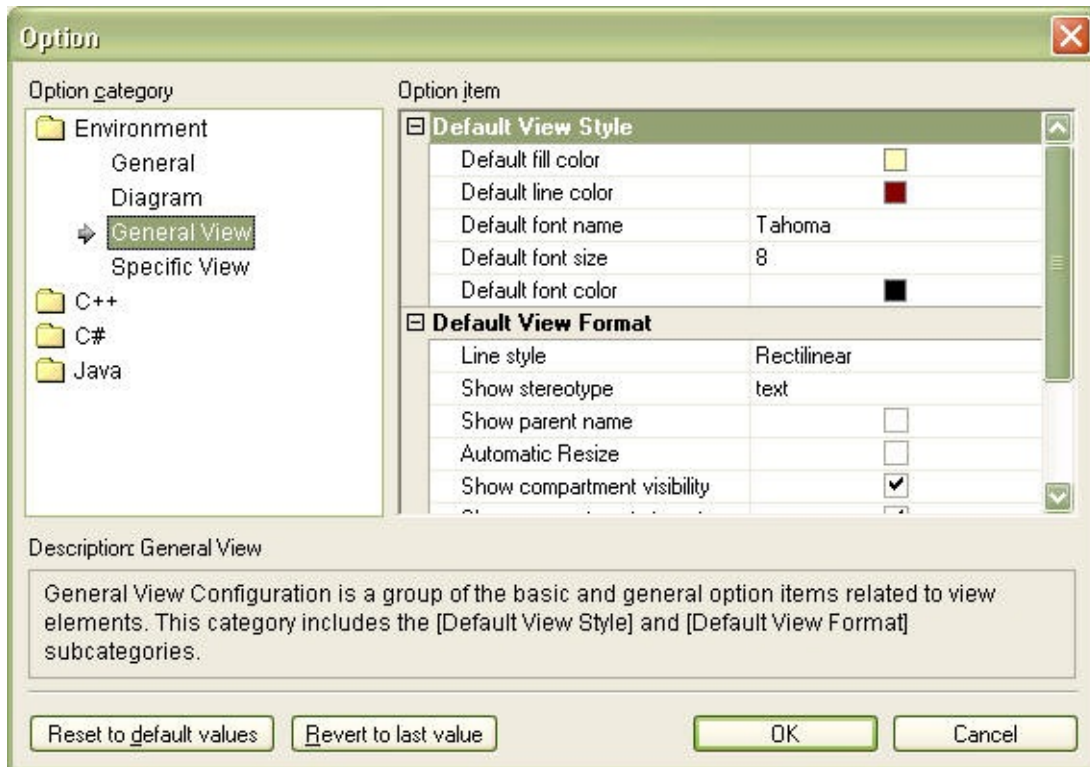 Option
Option category
Environment
General
Diagram
General View
Specific View
C++
C#
Java
Option item
Default View Style
Default fill color
Default line color
Default font name Tahoma
Default font size 8
Default font color
Default View Format
Line style Rectilinear
Show stereotype text
Show parent name
Automatic Resize
Show compartment visibility
Description: General View
General View Configuration is a group of the basic and general option items related to view
elements. This category includes the [Default View Style] and [Default View Format]
subcategories.
Reset to default values Revert to last value OK Cancel